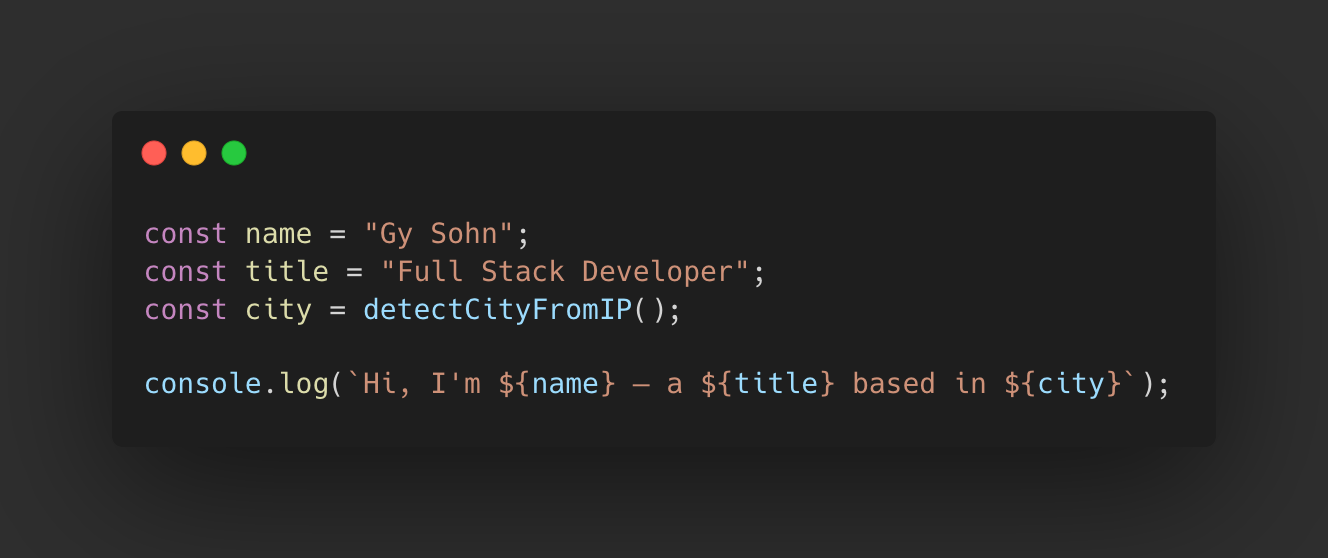 const name = "Gy Sohn";
const title = "Full Stack Developer";
const city = detectCityFromIP();
console.log(`Hi, I'm ${name} — a ${title} based in ${city}`);